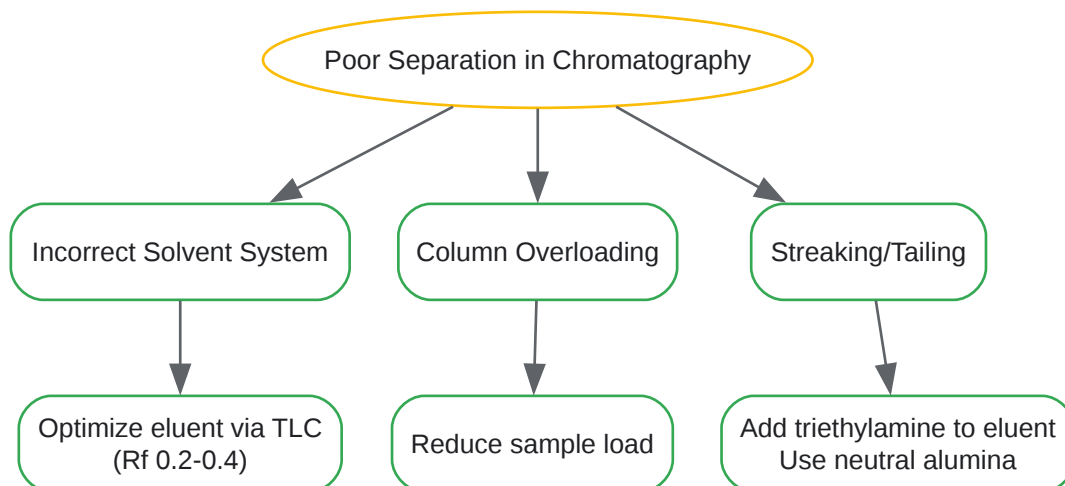 Poor Separation in Chromatography
Incorrect Solvent System
Column Overloading
Streaking/Tailing
Optimize eluent via TLC
(Rf 0.2-0.4)
Reduce sample load
Add triethylamine to eluent
Use neutral alumina